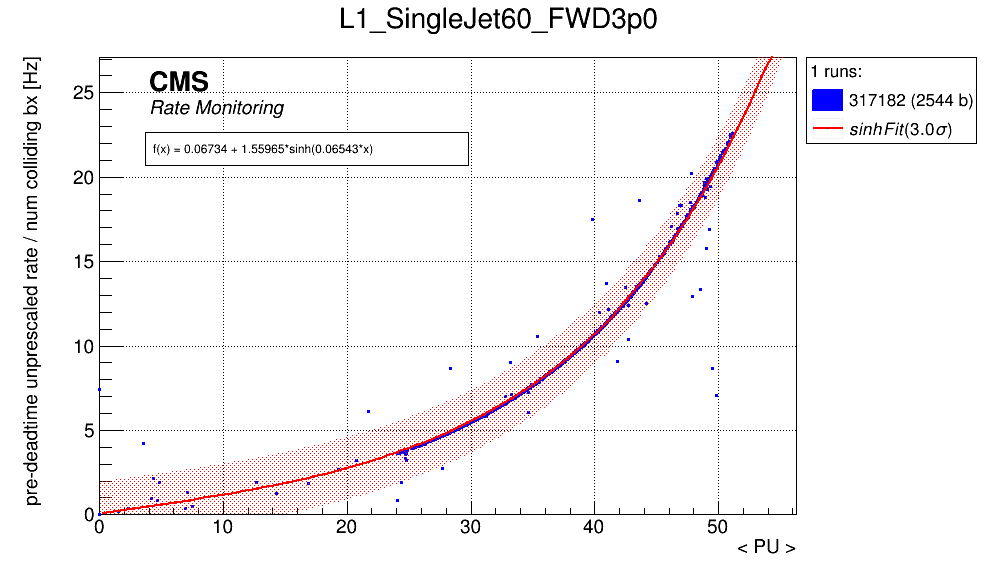 L1_SingleJet60_FWD3p0
pre-deadtime unprescaled rate / num colliding bx [Hz]
CMS
Rate Monitoring
f(x) = 0.06734 + 1.55965*sinh(0.06543*x)
1 runs:
317182 (2544 b)
sinhFit(3.0σ)
25
20
15
10
5
0
0 10 20 30 40 50
< PU >